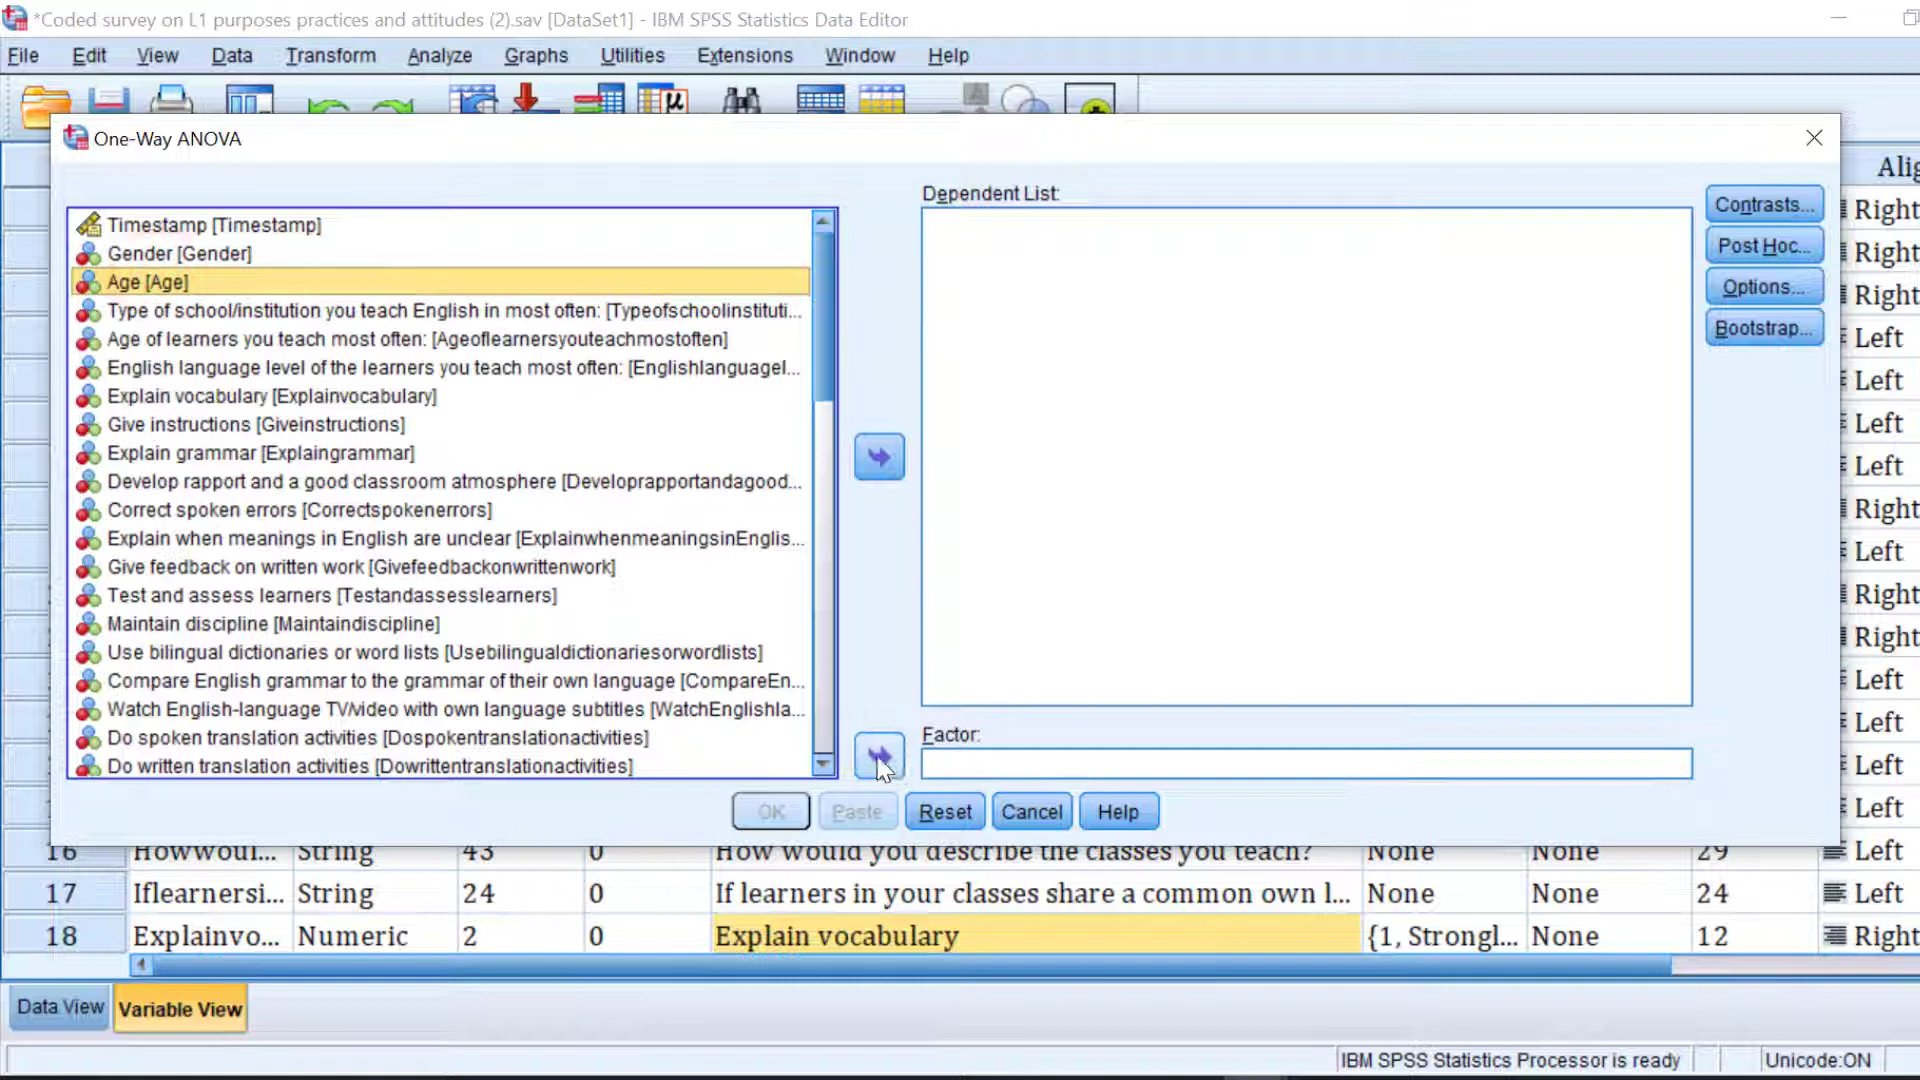 *Coded survey on L1 purposes practices and attitudes (2).sav [DataSet1] - IBM SPSS Statistics Data Editor
File Edit View Data Transform Analyze Graphs Utilities Extensions Window Help
One-Way ANOVA
Dependent List:
Timestamp [Timestamp]
Gender [Gender]
Age [Age]
Type of school/institution you teach English in most often: [Typeofschoolinstituti...
Age of learners you teach most often: [Ageoflearnersyouteachmostoften]
English language level of the learners you teach most often: [Englishlanguagel...
Explain vocabulary [Explainvocabulary]
Give instructions [Giveinstructions]
Explain grammar [Explaingrammar]
Develop rapport and a good classroom atmosphere [Developrapportandagood...
Correct spoken errors [Correctspokenerrors]
Explain when meanings in English are unclear [ExplainwhenmeaningsinEnglis...
Give feedback on written work [Givefeedbackonwrittenwork]
Test and assess learners [Testandassesslearners]
Maintain discipline [Maintaindiscipline]
Use bilingual dictionaries or word lists [Usebilingualdictionariesorwordlists]
Compare English grammar to the grammar of their own language [CompareEn...
Watch English-language TV/video with own language subtitles [WatchEnglishla...
Do spoken translation activities [Dospokentranslationactivities]
Do written translation activities [Dowrittentranslationactivities]
Factor:
Contrasts...
Post Hoc...
Options...
Bootstrap...
OK Paste Reset Cancel Help
Alig
Right
Right
Right
Left
Left
Left
Left
Right
Left
Right
Right
Left
Left
Left
Left
16 Howwoul... String 43 0 How would you describe the classes you teach? None None 29 Left
17 Iflearnersi... String 24 0 If learners in your classes share a common own l... None None 24 Left
18 Explainvo... Numeric 2 0 Explain vocabulary {1, Strongl... None 12 Right
Data View Variable View
IBM SPSS Statistics Processor is ready Unicode:ON